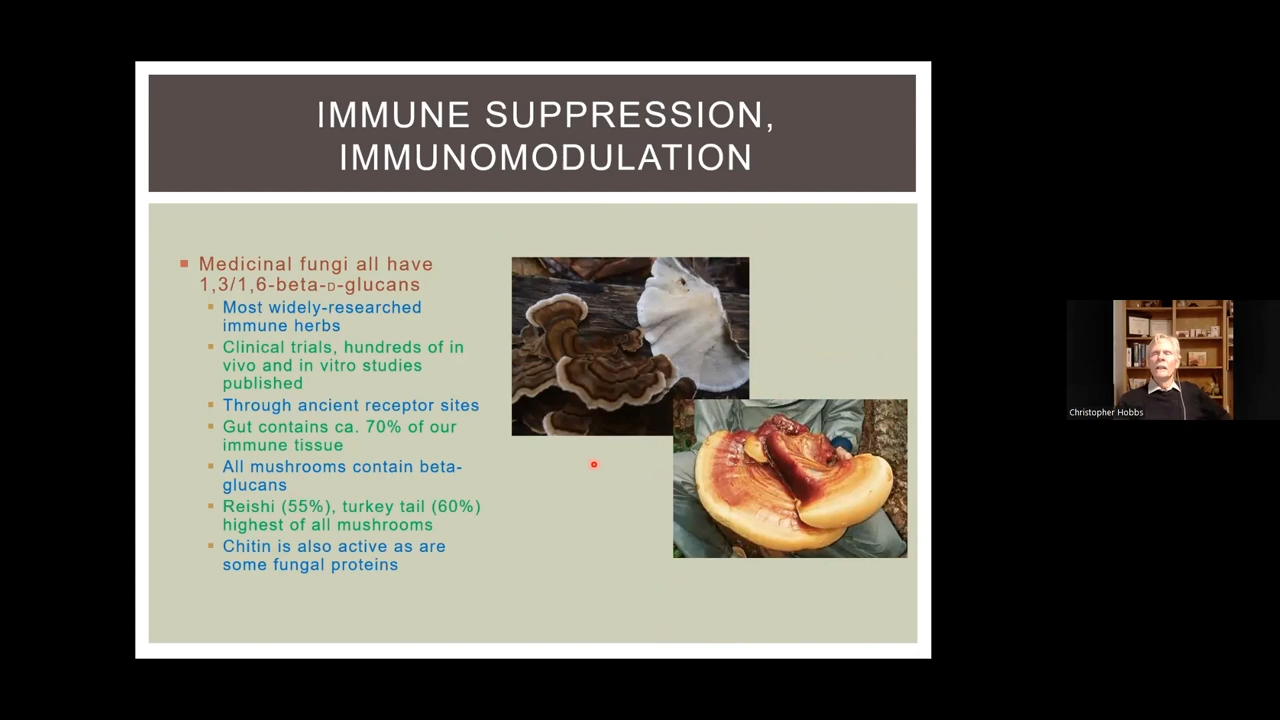 IMMUNE SUPPRESSION,
IMMUNOMODULATION
Medicinal fungi all have
1,3/1,6-beta-D-glucans
Most widely-researched
immune herbs
Clinical trials, hundreds of in
vivo and in vitro studies
published
Through ancient receptor sites
Gut contains ca. 70% of our
immune tissue
All mushrooms contain beta-
glucans
Reishi (55%), turkey tail (60%)
highest of all mushrooms
Chitin is also active as are
some fungal proteins
Christopher Hobbs